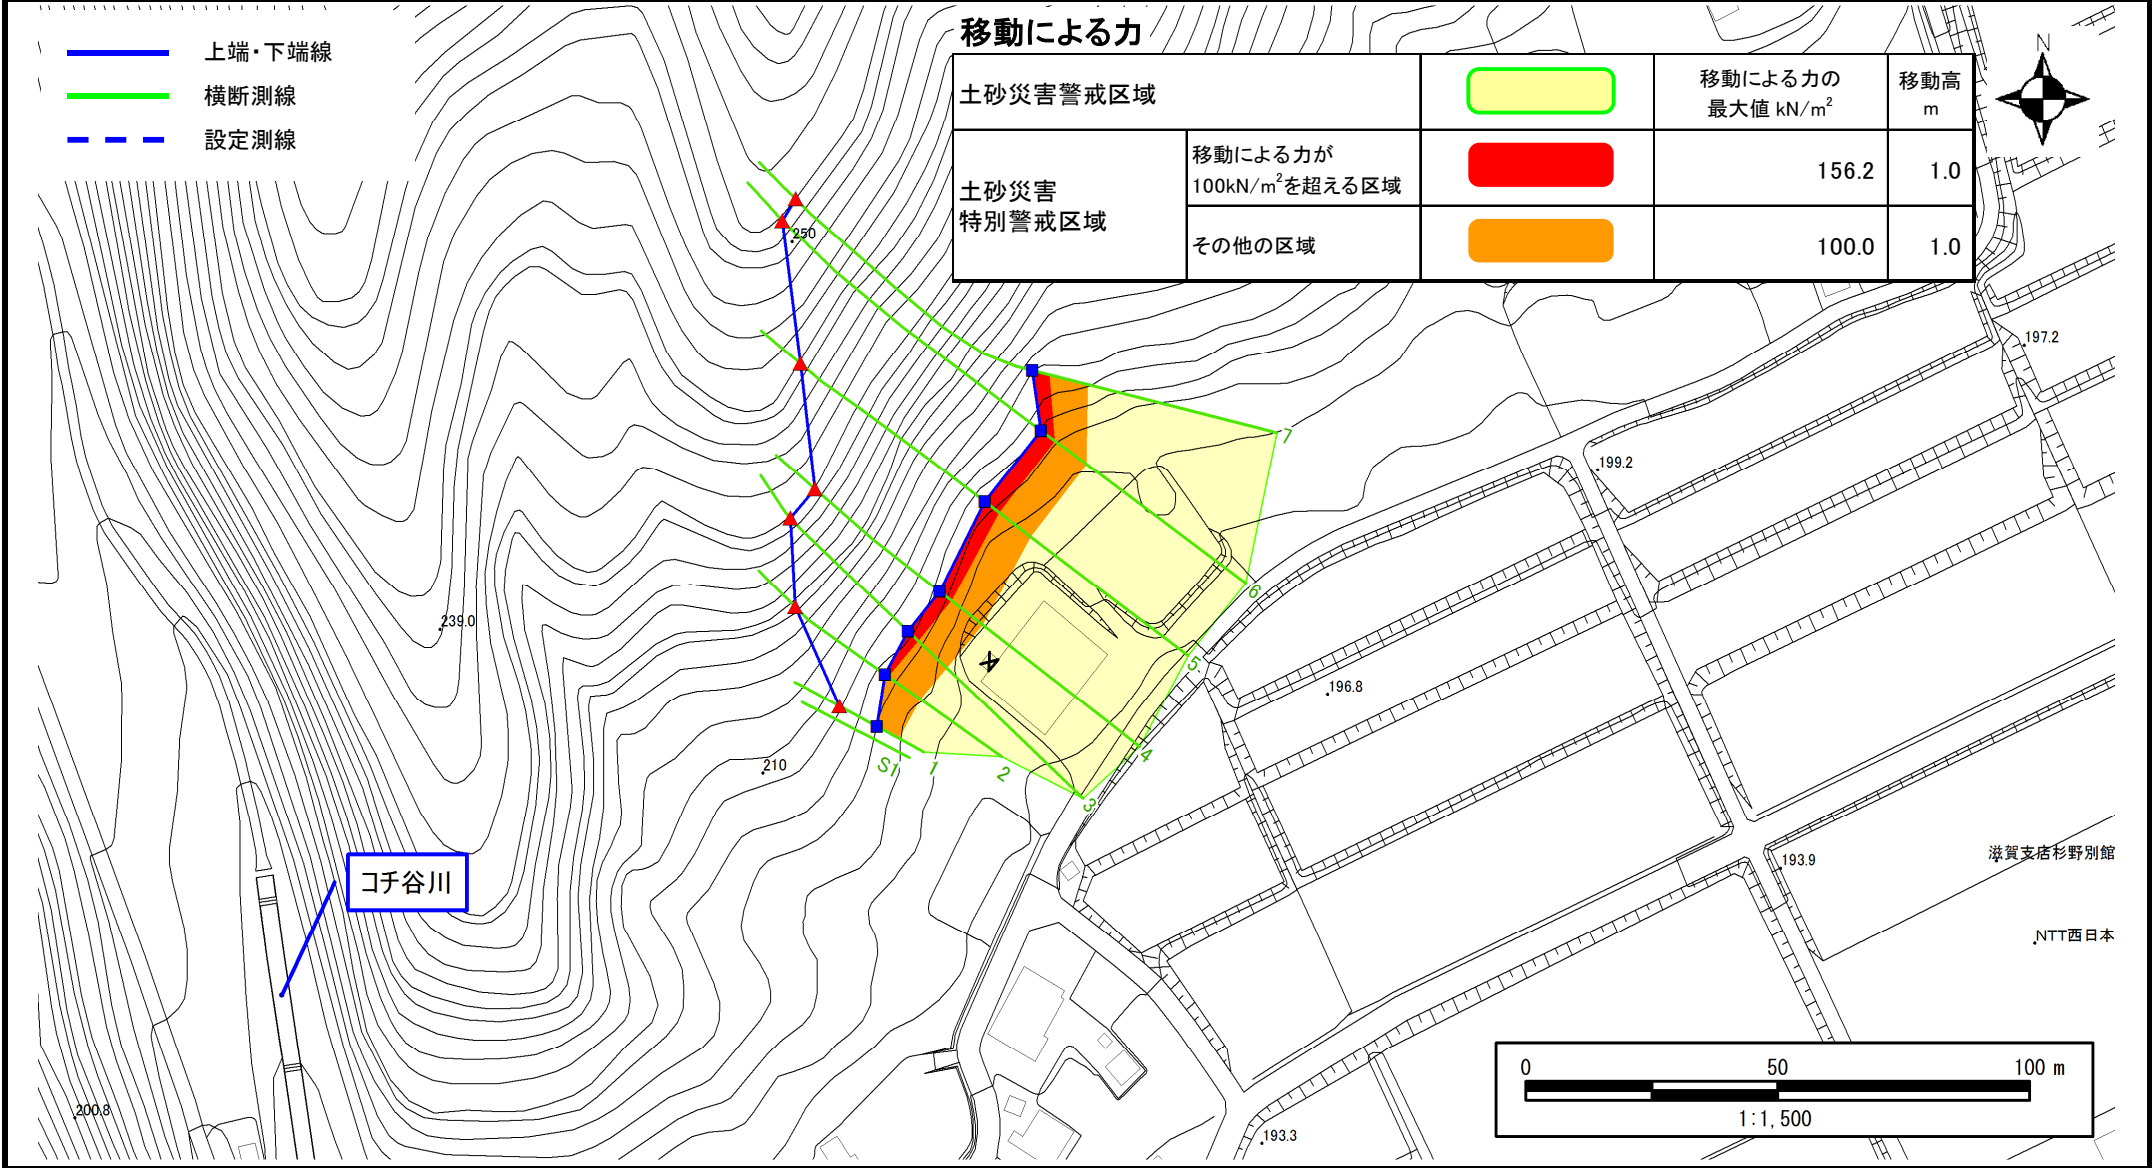 移動による力
上端・下端線
横断測線
設定測線
土砂災害警戒区域
移動による力の
最大値 kN/m²
移動高
m
土砂災害
特別警戒区域
移動による力が
100kN/m²を超える区域
156.2
1.0
その他の区域
100.0
1.0
N
250
197.2
7
199.2
6
239.0
5
196.8
4
210
S1
1
2
3
コチ谷川
193.9
滋賀支店杉野別館
NTT西日本
200.8
193.3
0 50 100 m
1:1,500